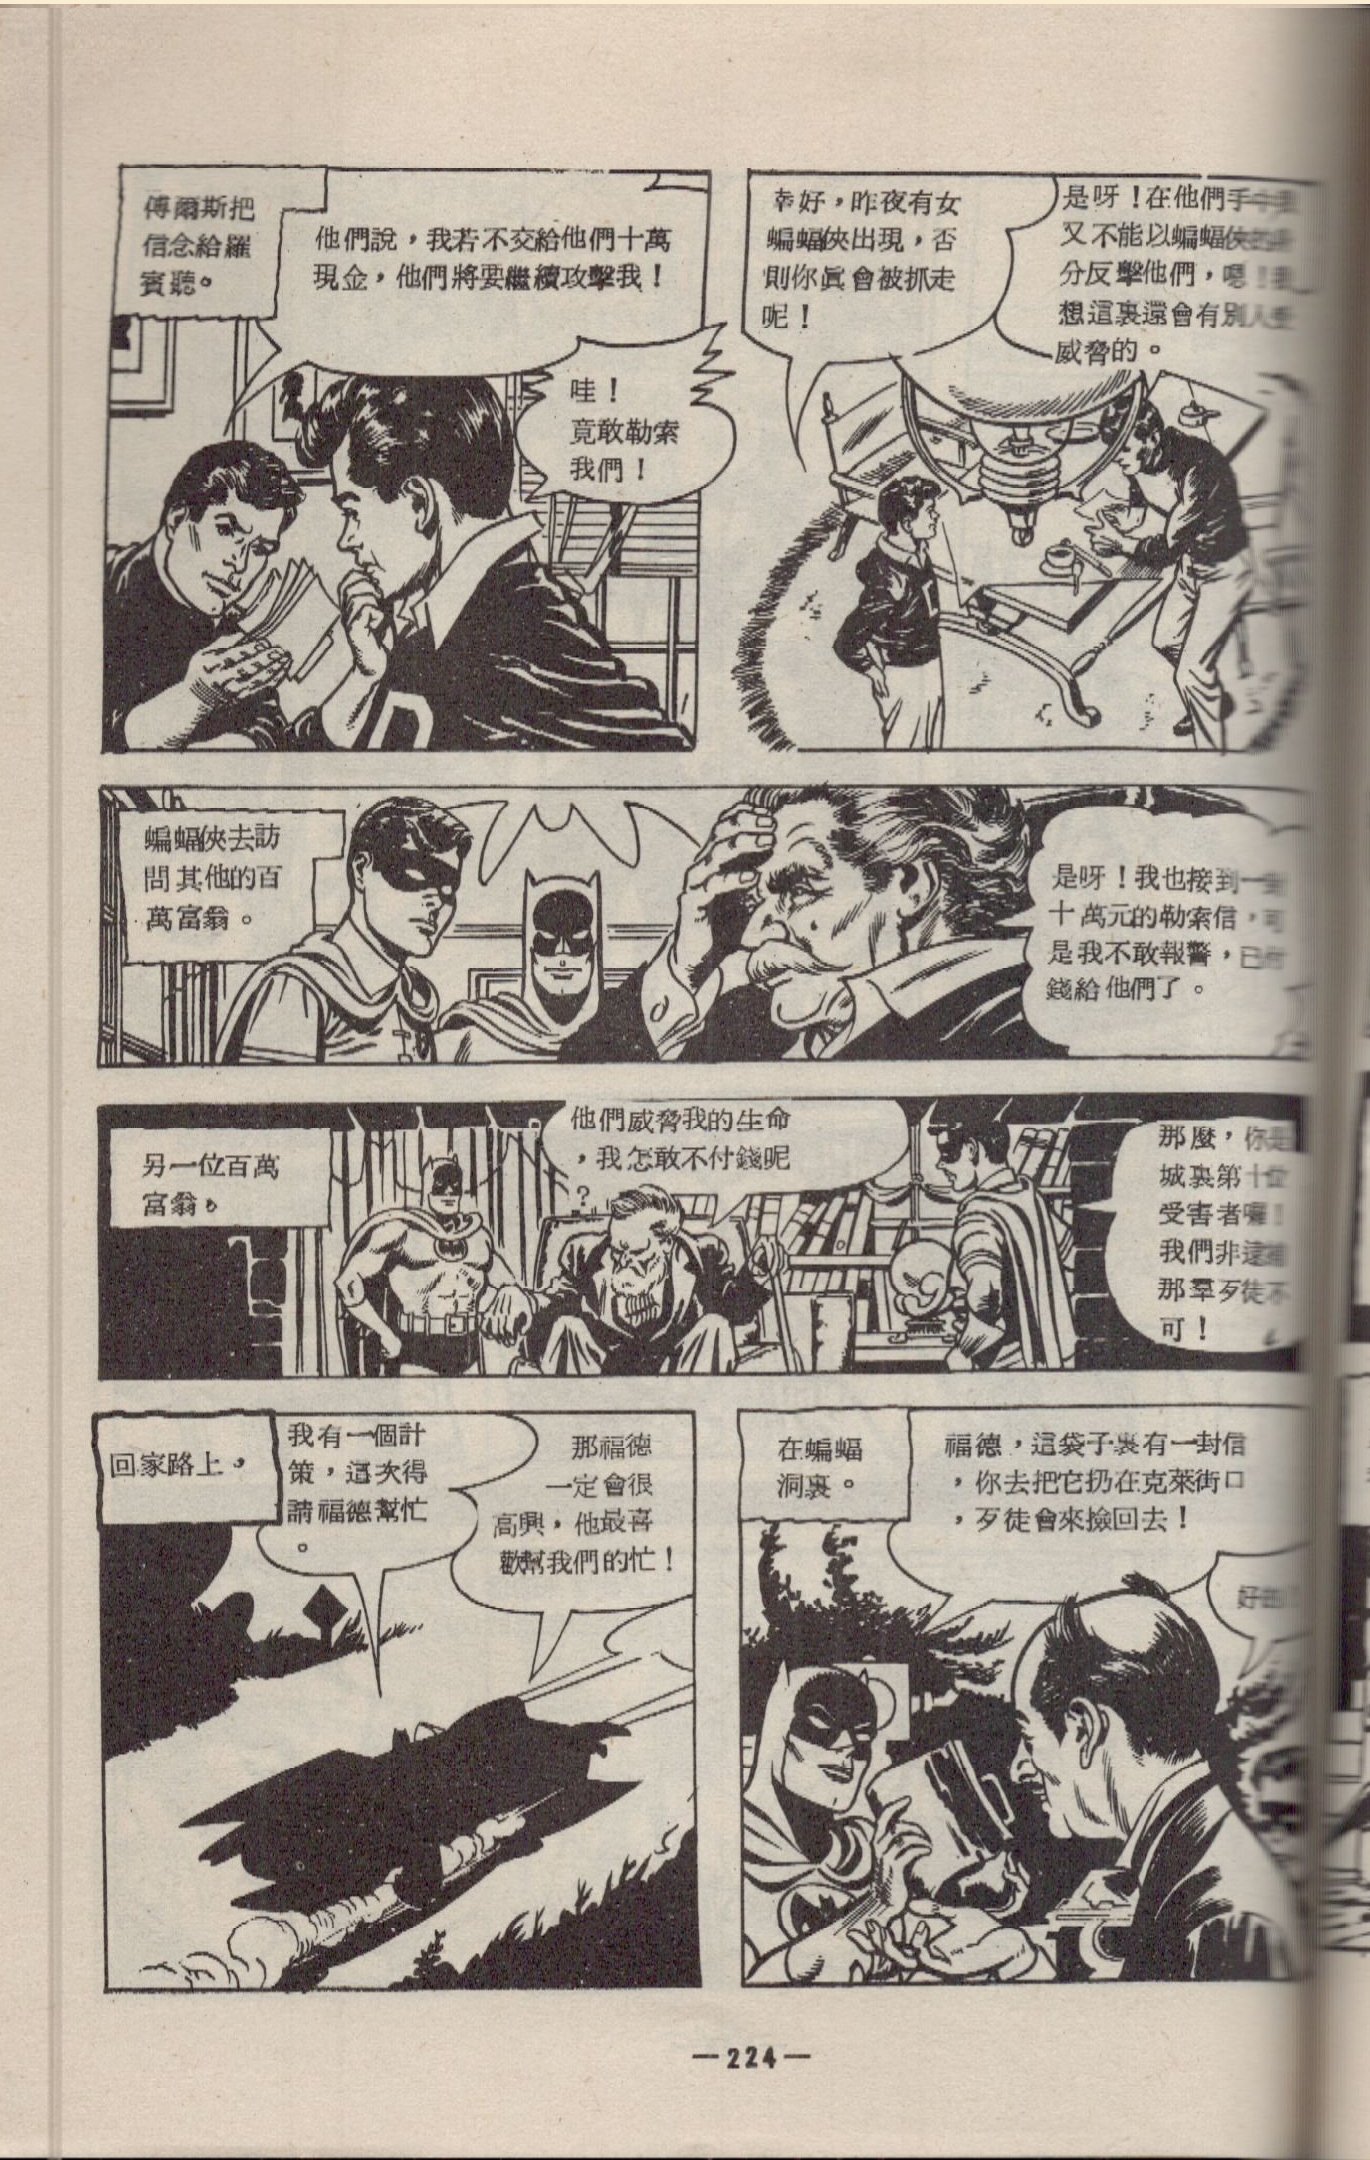 傅爾斯把
信念給羅
賓聽。
他們說，我若不交給他們十萬
現金，他們將要繼續攻擊我！
哇！
竟敢勒索
我們！
幸好，昨夜有女
蝙蝠俠出現，否
則你眞會被抓走
呢！
是呀！在他們手中
又不能以蝙蝠俠
分反擊他們，嗯！
想這裏還會有別人
威脅的。
蝙蝠俠去訪
問其他的百
萬富翁。
是呀！我也接到一
十萬元的勒索信，可
是我不敢報警，已付
錢給他們了。
另一位百萬
富翁。
他們威脅我的生命
，我怎敢不付錢呢
？
那麼，你是
城裏第十位
受害者囉！
我們非逮捕
那羣歹徒不
可！
回家路上，
我有一個計
策，這次得
請福德幫忙
。
那福德
一定會很
高興，他最喜
歡幫我們的忙！
在蝙蝠
洞裏。
福德，這袋子裏有一封信
，你去把它扔在克萊街口
，歹徒會來撿回去！
好的
—224—